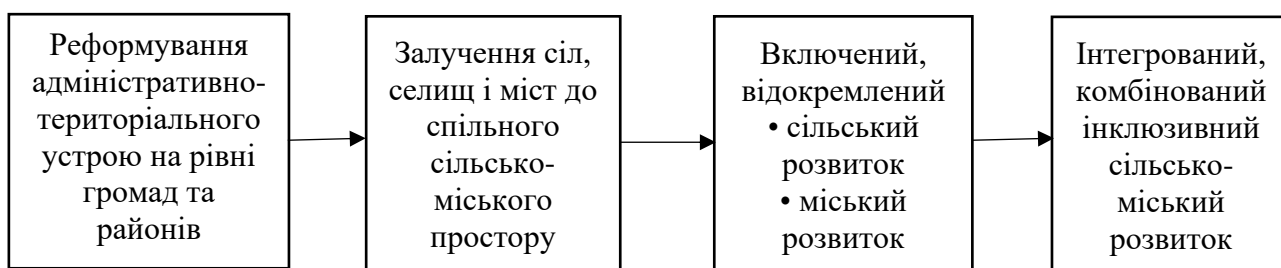 Реформування
адміністративно-
територіального
устрою на рівні
громад та
районів
Залучення сіл,
селищ і міст до
спільного
сільсько-
міського
простору
Включений,
відокремлений
• сільський
розвиток
• міський
розвиток
Інтегрований,
комбінований
інклюзивний
сільсько-
міський
розвиток